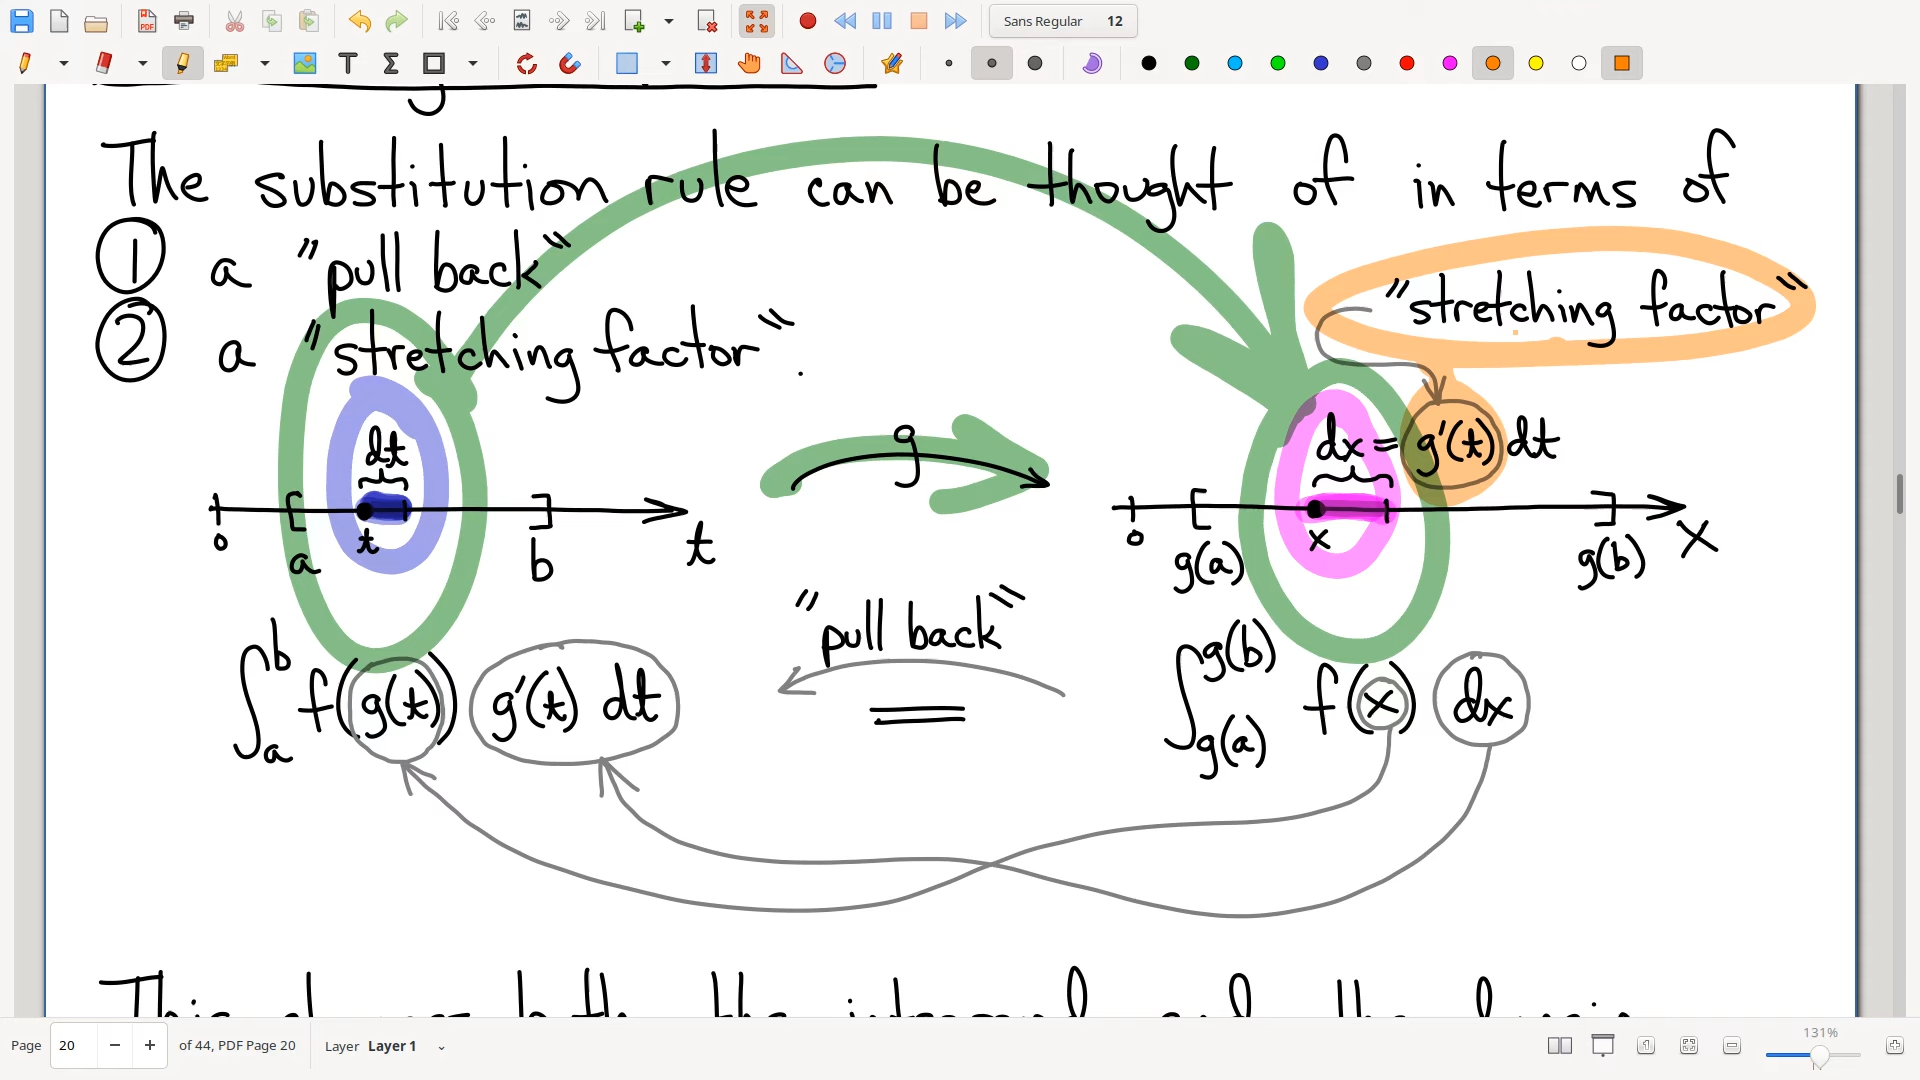 Sans Regular 12
The substitution rule can be thought of in terms of
① a "pull back"
② a "stretching factor".
"stretching factor"
dt
g
dx = g'(t) dt
0 a t b t
0 g(a) x g(b) x
"pull back"
∫_a^b f(g(t)) g'(t) dt = ∫_{g(a)}^{g(b)} f(x) dx
Page 20 − + of 44, PDF Page 20 Layer Layer 1 131%